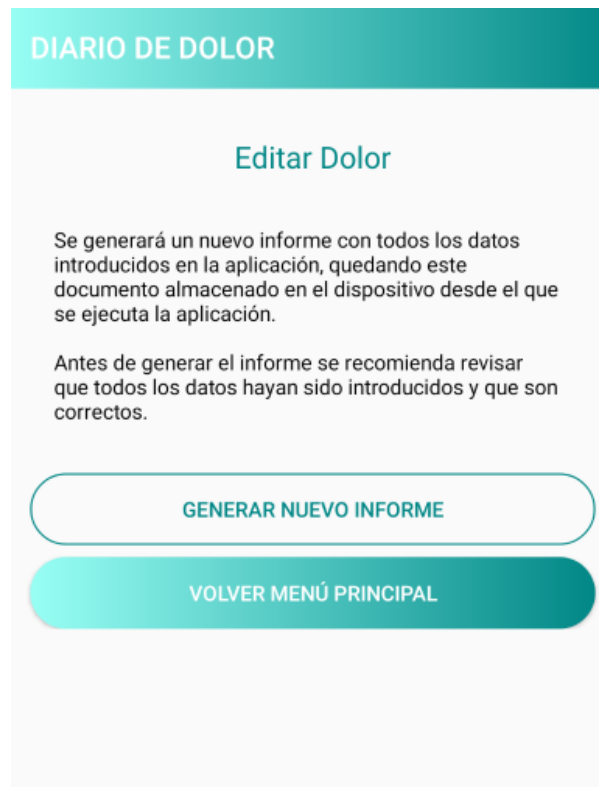 DIARIO DE DOLOR
Editar Dolor
Se generará un nuevo informe con todos los datos
introducidos en la aplicación, quedando este
documento almacenado en el dispositivo desde el que
se ejecuta la aplicación.
Antes de generar el informe se recomienda revisar
que todos los datos hayan sido introducidos y que son
correctos.
GENERAR NUEVO INFORME
VOLVER MENÚ PRINCIPAL